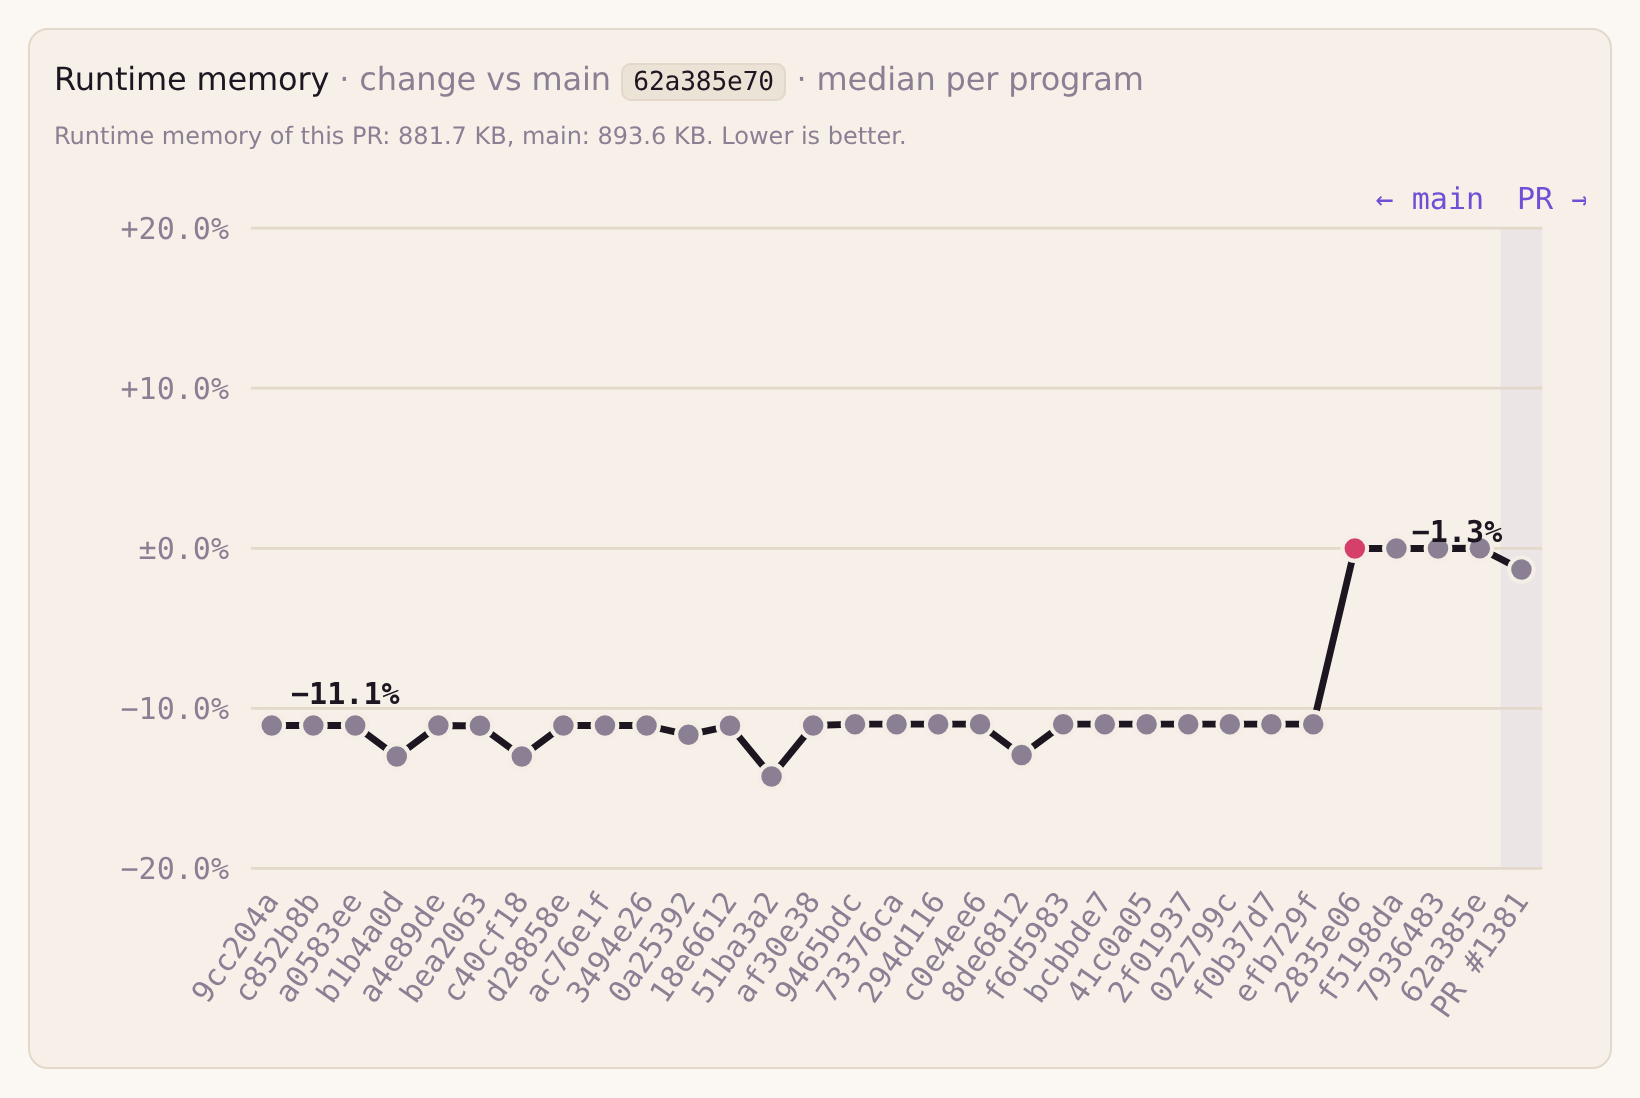 Runtime memory · change vs main 62a385e70 · median per program
Runtime memory of this PR: 881.7 KB, main: 893.6 KB. Lower is better.
← main PR →
+20.0%
+10.0%
±0.0%
−10.0%
−20.0%
−11.1%
−1.3%
9cc204a
c852b8b
a0583ee
b1b4a0d
a4e89de
bea2063
c40cf18
d28858e
ac76e1f
3494e26
0a25392
18e6612
51ba3a2
af30e38
9465bdc
73376ca
294d116
c0e4ee6
8de6812
f6d5983
bcbbde7
41c0a05
2f01937
022799c
f0b37d7
efb729f
2835e06
f5198da
7936483
62a385e
PR #1381